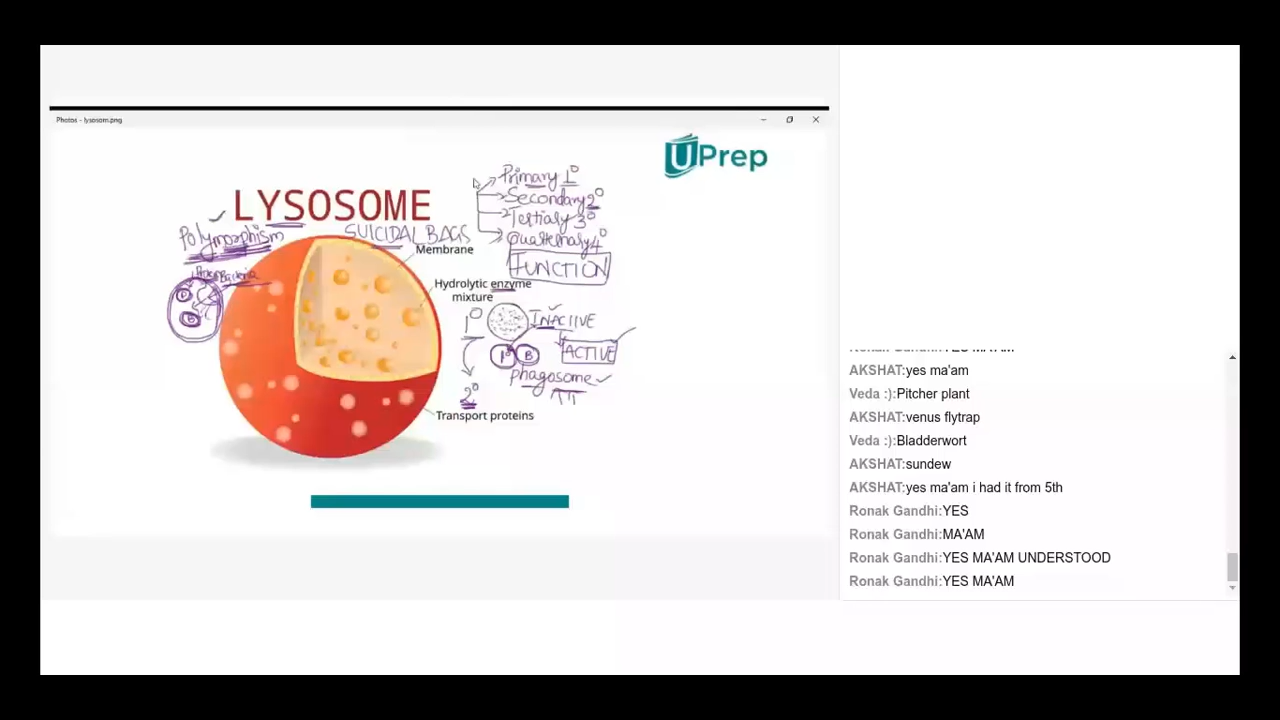 Photos - lysosom.png
UPrep
LYSOSOME
Polymorphism
SUICIDAL BAGS
Primary 1°
Secondary 2°
Tertiary 3°
Quaternary 4°
FUNCTION
Membrane
Hydrolytic enzyme
mixture
Bacteria
1°
INACTIVE
ACTIVE
1° B
phagosome
2°
Transport proteins
AKSHAT:yes ma'am
Veda :):Pitcher plant
AKSHAT:venus flytrap
Veda :):Bladderwort
AKSHAT:sundew
AKSHAT:yes ma'am i had it from 5th
Ronak Gandhi:YES
Ronak Gandhi:MA'AM
Ronak Gandhi:YES MA'AM UNDERSTOOD
Ronak Gandhi:YES MA'AM